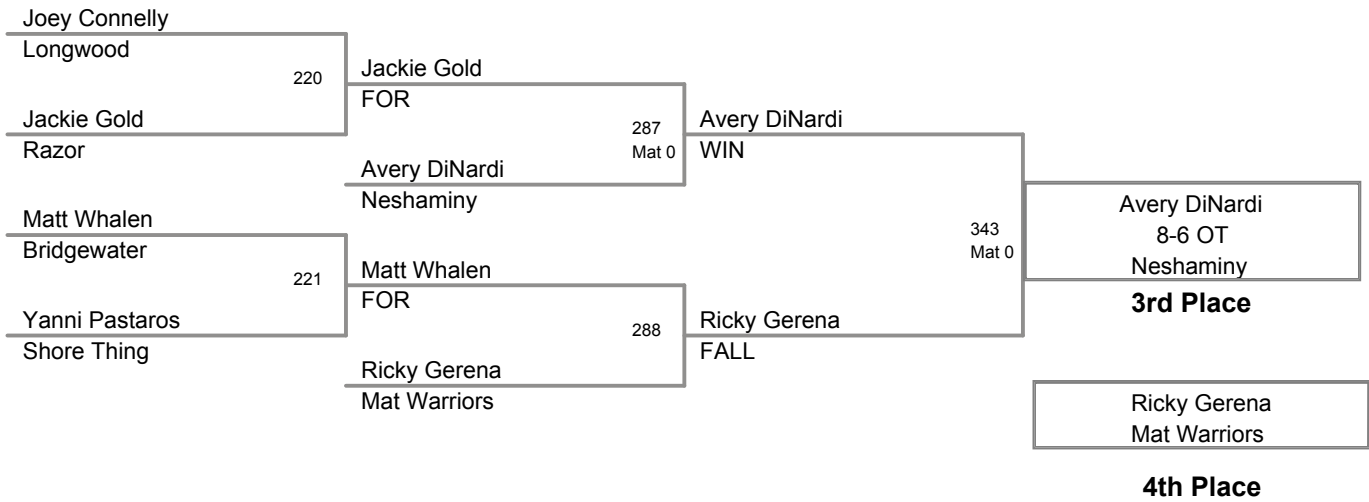 Joey Connelly
Longwood
220
Jackie Gold
Razor
Jackie Gold
FOR
287
Mat 0
Avery DiNardi
Neshaminy
Avery DiNardi
WIN
Matt Whalen
Bridgewater
221
Yanni Pastaros
Shore Thing
Matt Whalen
FOR
288
Ricky Gerena
Mat Warriors
Ricky Gerena
FALL
343
Mat 0
Avery DiNardi
8-6 OT
Neshaminy
3rd Place
Ricky Gerena
Mat Warriors
4th Place